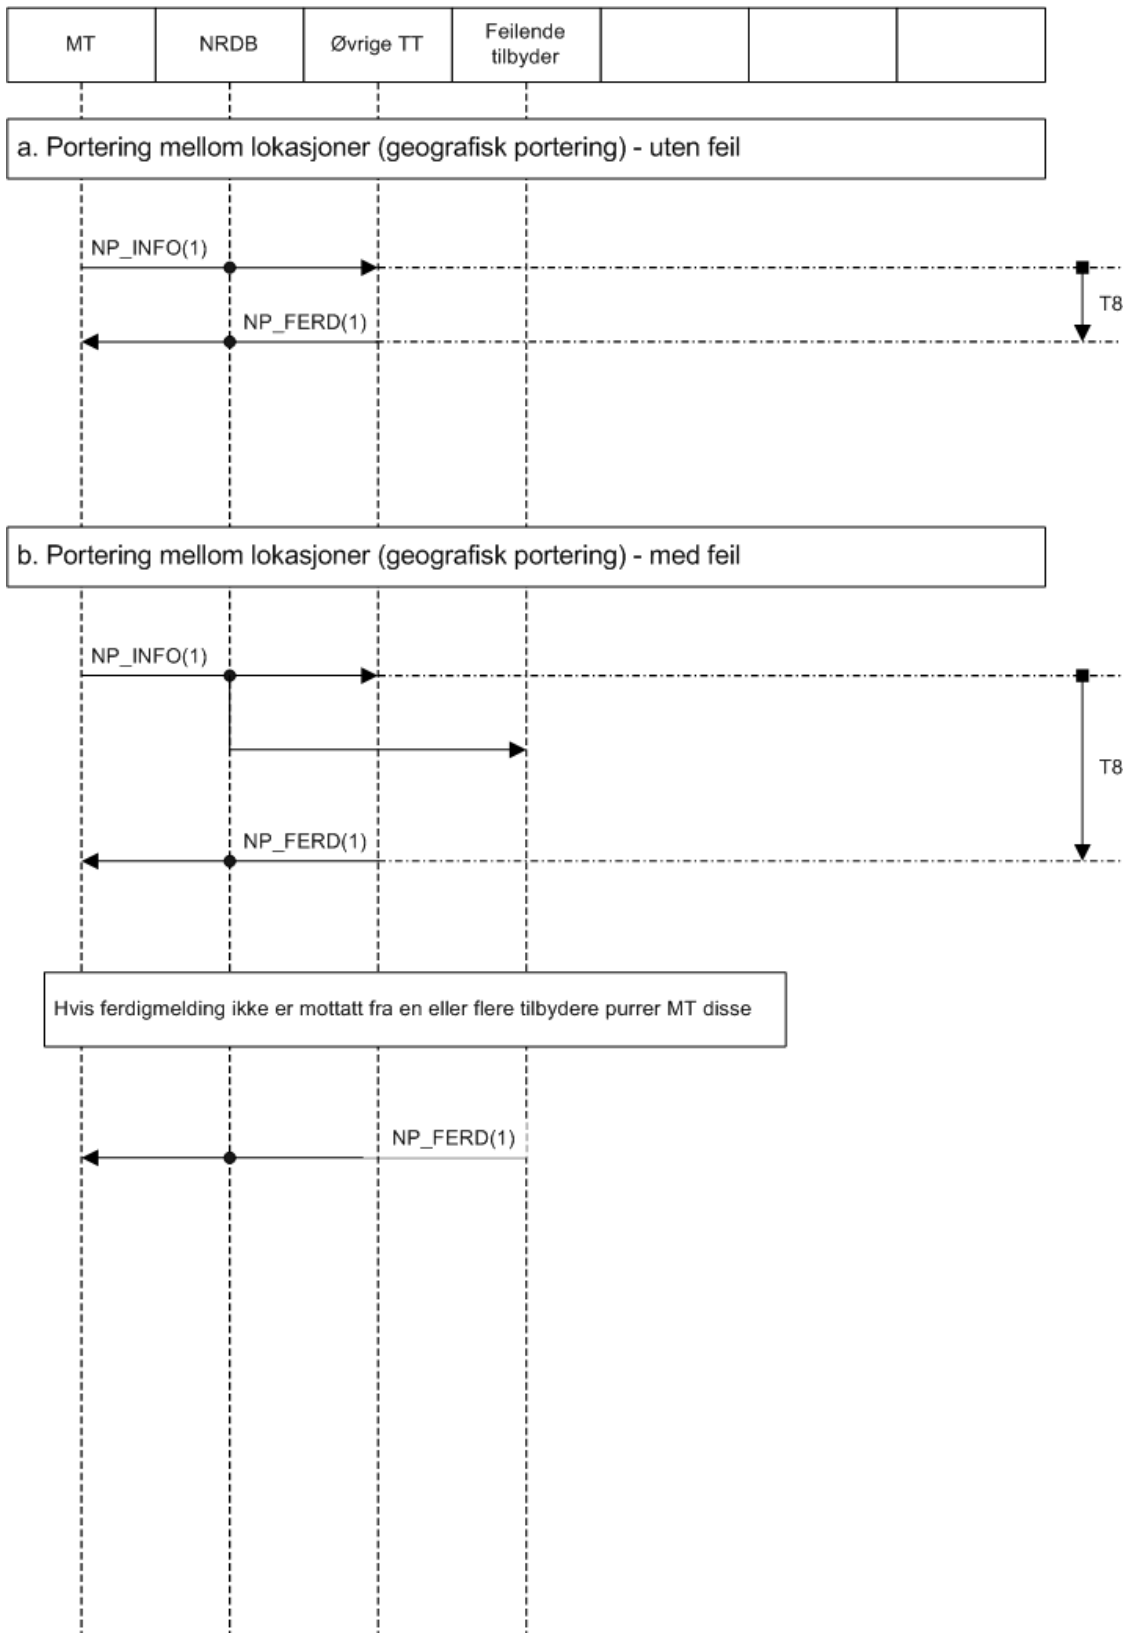 MT
NRDB
Øvrige TT
Feilende
tilbyder
a. Portering mellom lokasjoner (geografisk portering) - uten feil
NP_INFO(1)
T8
NP_FERD(1)
b. Portering mellom lokasjoner (geografisk portering) - med feil
NP_INFO(1)
T8
NP_FERD(1)
Hvis ferdigmelding ikke er mottatt fra en eller flere tilbydere purrer MT disse
NP_FERD(1)